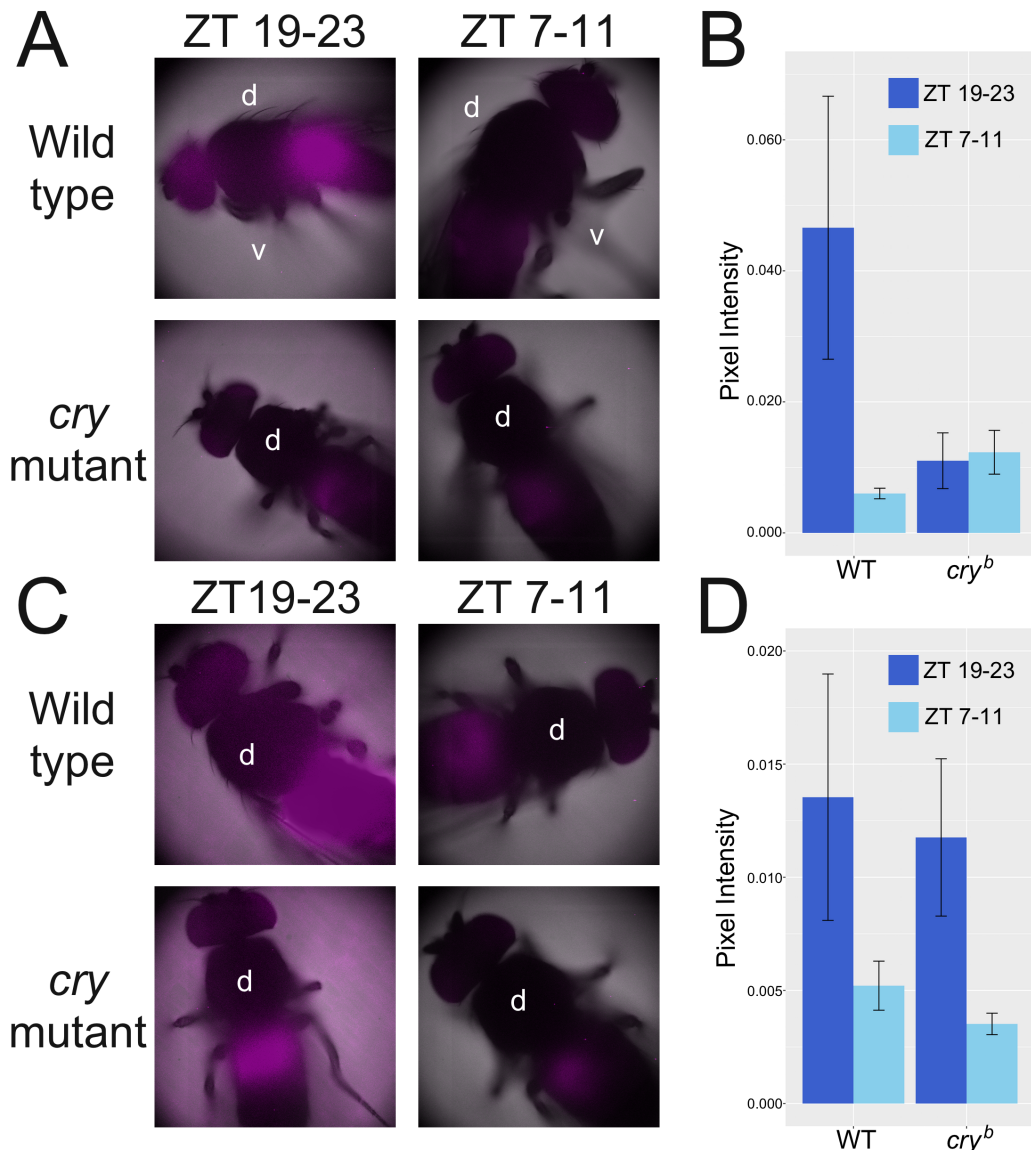 A
ZT 19-23
ZT 7-11
Wild
type
d
v
d
v
cry
mutant
d
d
B
ZT 19-23
ZT 7-11
Pixel Intensity
0.060
0.040
0.020
0.000
WT
cryᵇ
C
ZT19-23
ZT 7-11
Wild
type
d
d
cry
mutant
d
d
D
ZT 19-23
ZT 7-11
Pixel Intensity
0.020
0.015
0.010
0.005
0.000
WT
cryᵇ